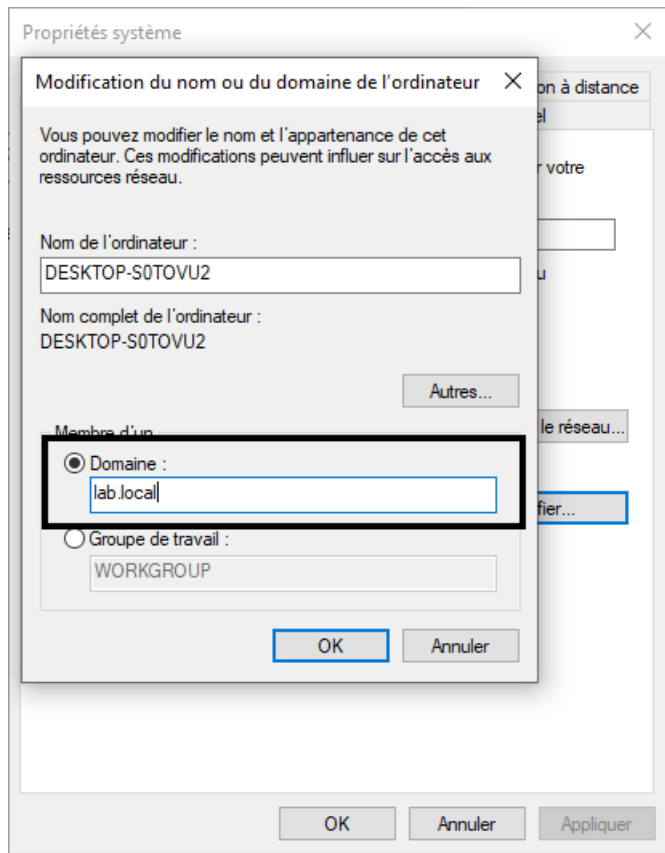 Propriétés système
Modification du nom ou du domaine de l'ordinateur
on à distance
el
Vous pouvez modifier le nom et l'appartenance de cet
ordinateur. Ces modifications peuvent influer sur l'accès aux
ressources réseau.
r votre
Nom de l'ordinateur :
DESKTOP-S0TOVU2
u
Nom complet de l'ordinateur :
DESKTOP-S0TOVU2
Autres...
le réseau...
Membre d'un
Domaine :
lab.local
fier...
Groupe de travail :
WORKGROUP
OK
Annuler
OK
Annuler
Appliquer